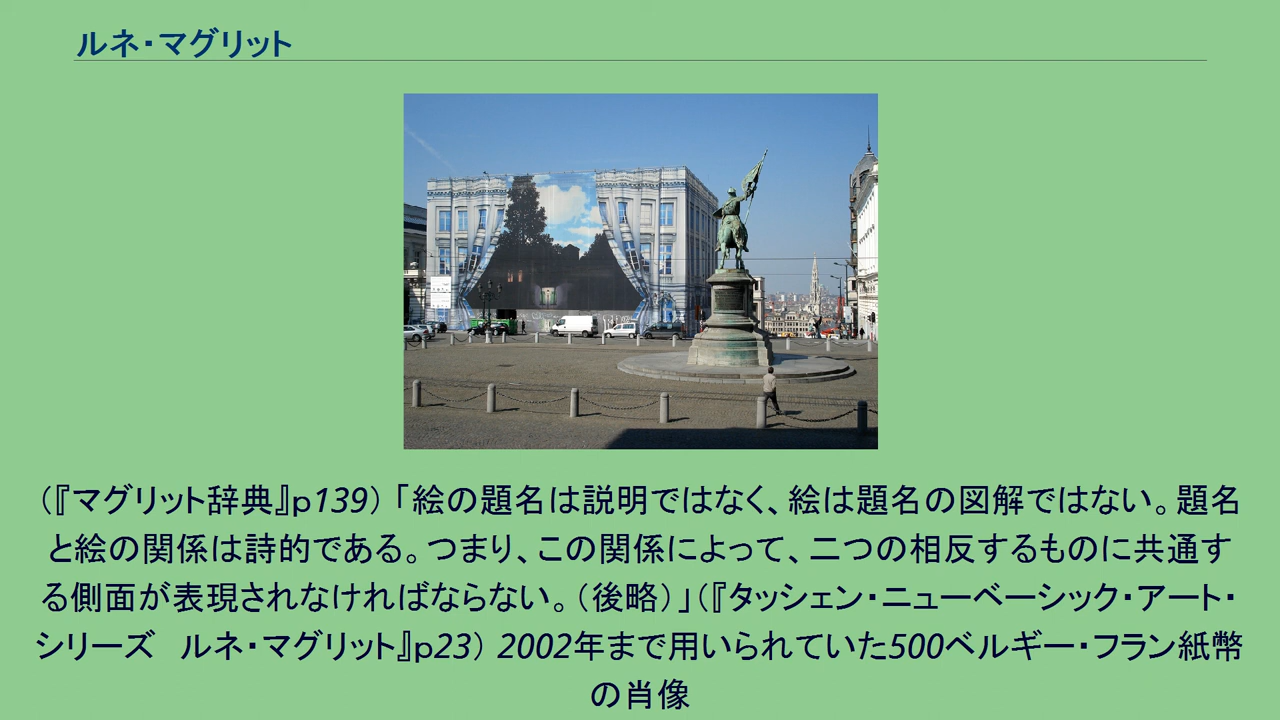 ルネ・マグリット
（『マグリット辞典』p139）「絵の題名は説明ではなく、絵は題名の図解ではない。題名
と絵の関係は詩的である。つまり、この関係によって、二つの相反するものに共通す
る側面が表現されなければならない。（後略）」（『タッシェン・ニューベーシック・アート・
シリーズ　ルネ・マグリット』p23） 2002年まで用いられていた500ベルギー・フラン紙幣
の肖像